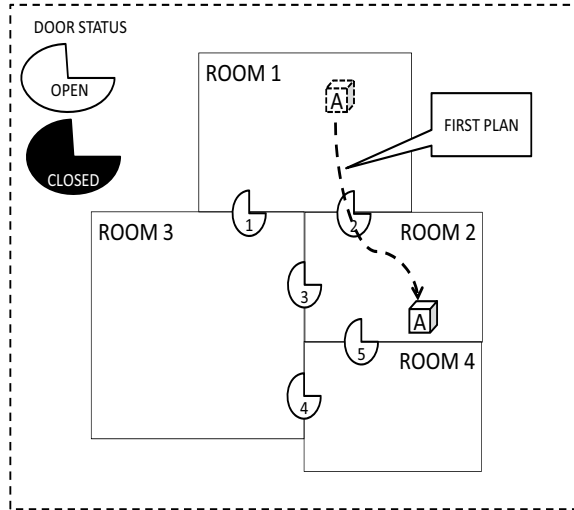 DOOR STATUS
OPEN
CLOSED
ROOM 1
A
FIRST PLAN
1
2
ROOM 3
ROOM 2
3
A
5
ROOM 4
4